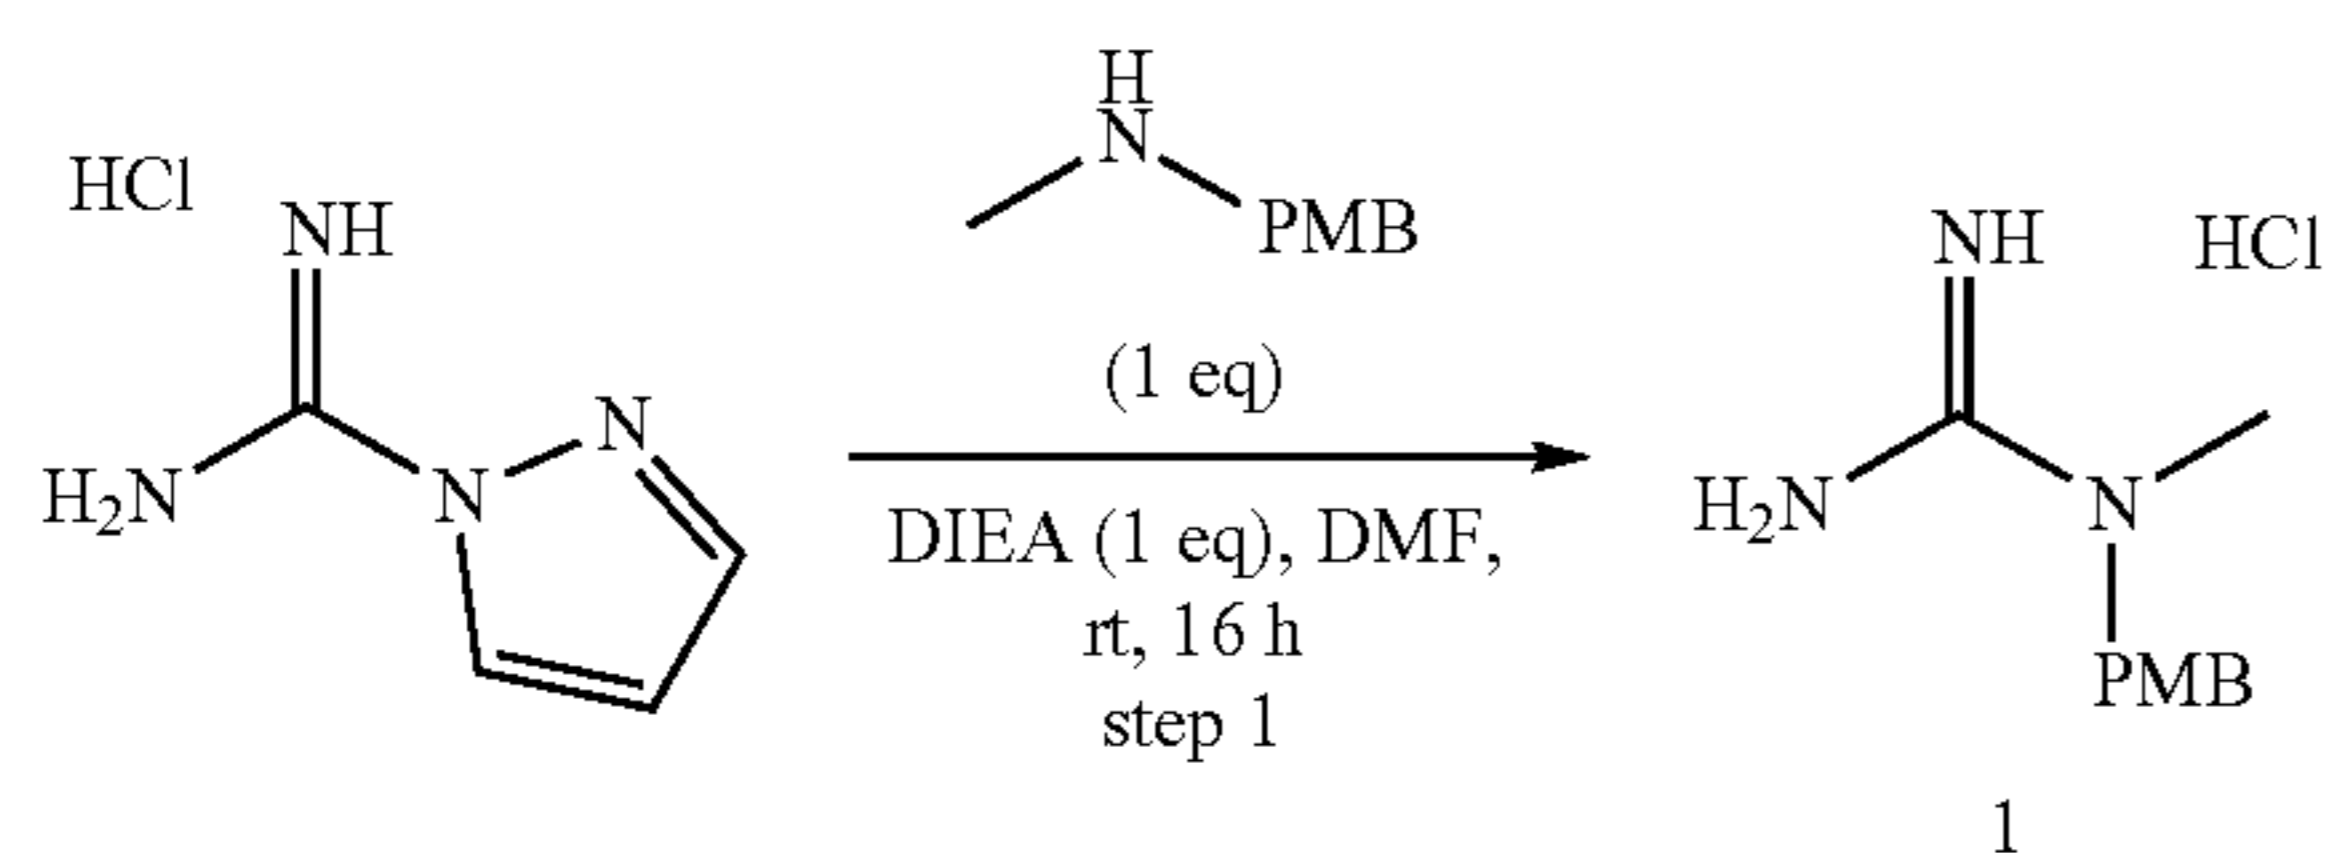 HCl
NH
H₂N
N
N
H
N
PMB
(1 eq)
DIEA (1 eq), DMF,
rt, 16 h
step 1
NH
HCl
H₂N
N
PMB
1